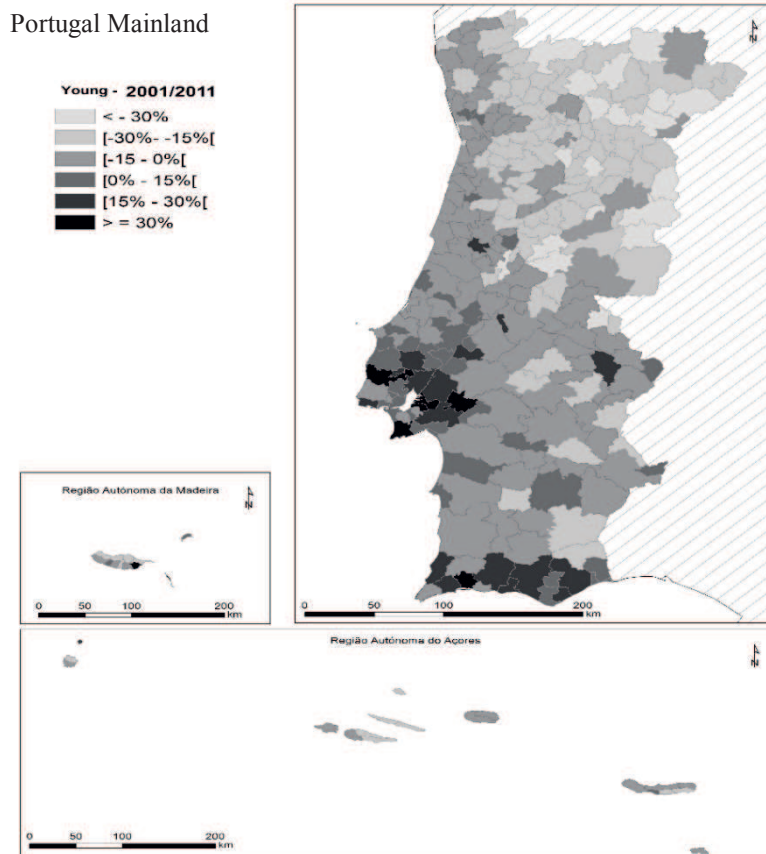 Portugal Mainland
Young - 2001/2011
< - 30%
[-30%- -15%[
[-15 - 0%[
[0% - 15%[
[15% - 30%[
> = 30%
N
0 50 100 200
km
Região Autónoma da Madeira
N
0 50 100 200
km
Região Autónoma do Açores
N
0 50 100 200
km